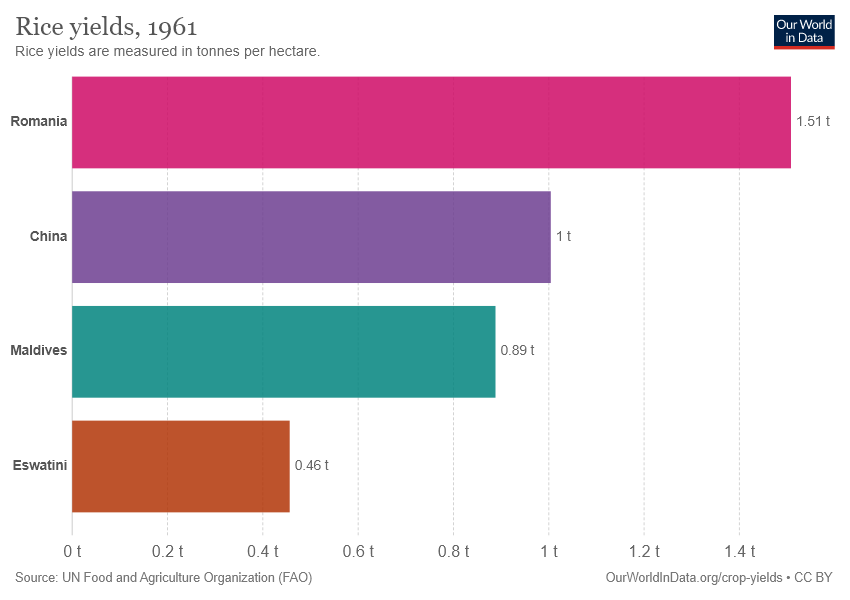 Rice yields, 1961
Rice yields are measured in tonnes per hectare.
Our World
in Data
Romania
1.51 t
China
1 t
Maldives
0.89 t
Eswatini
0.46 t
0 t 0.2 t 0.4 t 0.6 t 0.8 t 1 t 1.2 t 1.4 t
Source: UN Food and Agriculture Organization (FAO)
OurWorldInData.org/crop-yields • CC BY